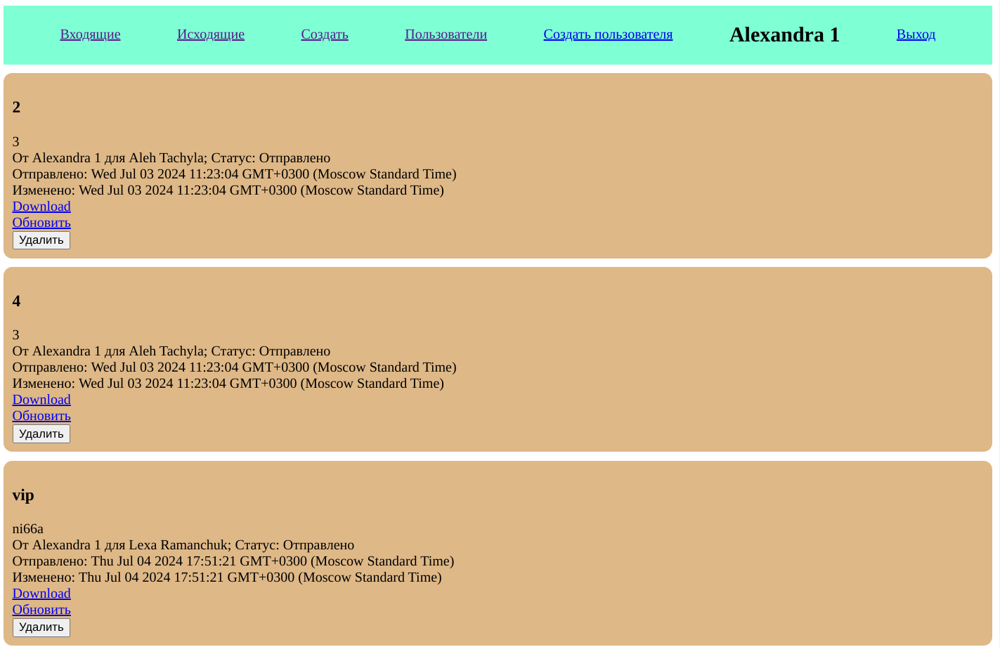 Входящие Исходящие Создать Пользователи Создать пользователя Alexandra 1 Выход
2
3
От Alexandra 1 для Aleh Tachyla; Статус: Отправлено
Отправлено: Wed Jul 03 2024 11:23:04 GMT+0300 (Moscow Standard Time)
Изменено: Wed Jul 03 2024 11:23:04 GMT+0300 (Moscow Standard Time)
Download
Обновить
Удалить
4
3
От Alexandra 1 для Aleh Tachyla; Статус: Отправлено
Отправлено: Wed Jul 03 2024 11:23:04 GMT+0300 (Moscow Standard Time)
Изменено: Wed Jul 03 2024 11:23:04 GMT+0300 (Moscow Standard Time)
Download
Обновить
Удалить
vip
ni66a
От Alexandra 1 для Lexa Ramanchuk; Статус: Отправлено
Отправлено: Thu Jul 04 2024 17:51:21 GMT+0300 (Moscow Standard Time)
Изменено: Thu Jul 04 2024 17:51:21 GMT+0300 (Moscow Standard Time)
Download
Обновить
Удалить